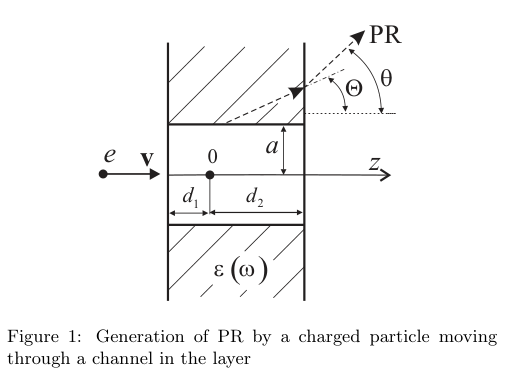 PR
Θ
θ
a
e
v
0
z
d₁
d₂
ε (ω)
Figure 1: Generation of PR by a charged particle moving
through a channel in the layer